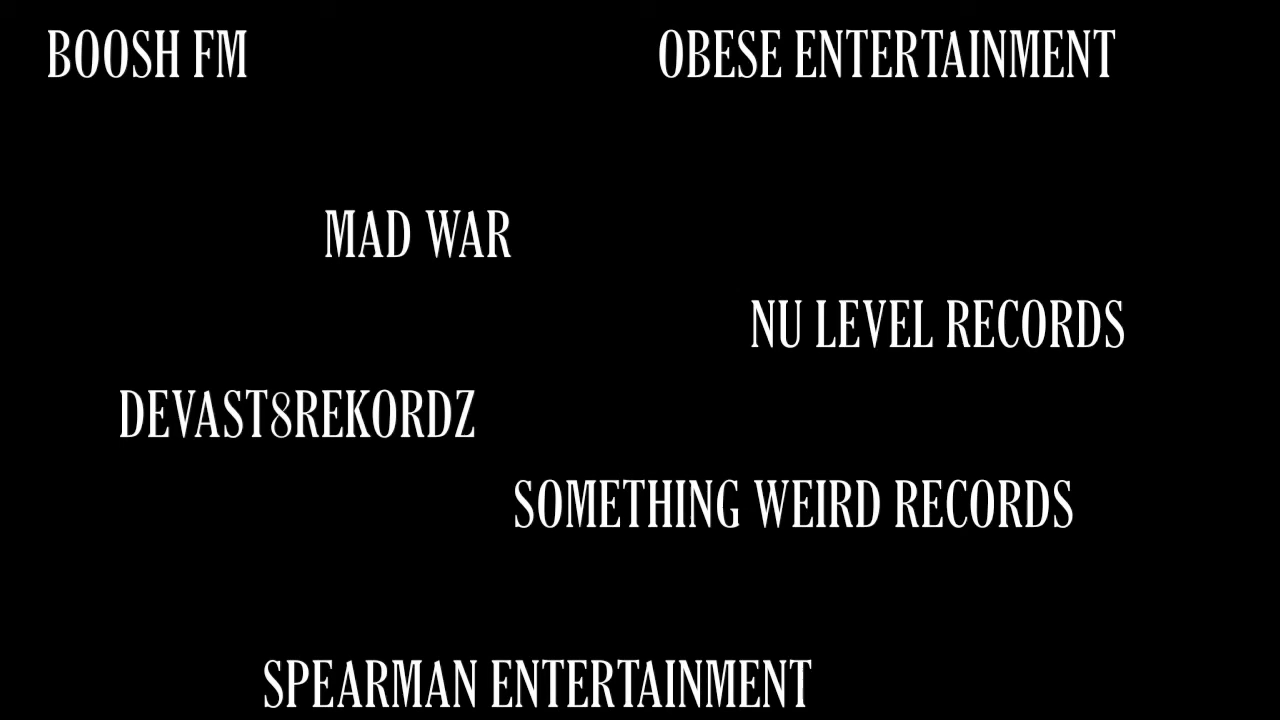 BOOSH FM
OBESE ENTERTAINMENT
MAD WAR
NU LEVEL RECORDS
DEVAST8REKORDZ
SOMETHING WEIRD RECORDS
SPEARMAN ENTERTAINMENT